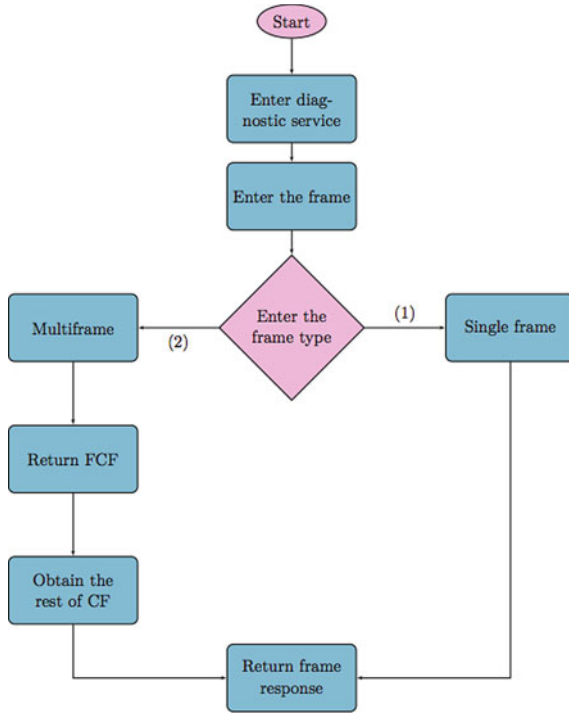 Start
Enter diag-
nostic service
Enter the frame
Enter the
frame type
(1)
Single frame
(2)
Multiframe
Return FCF
Obtain the
rest of CF
Return frame
response